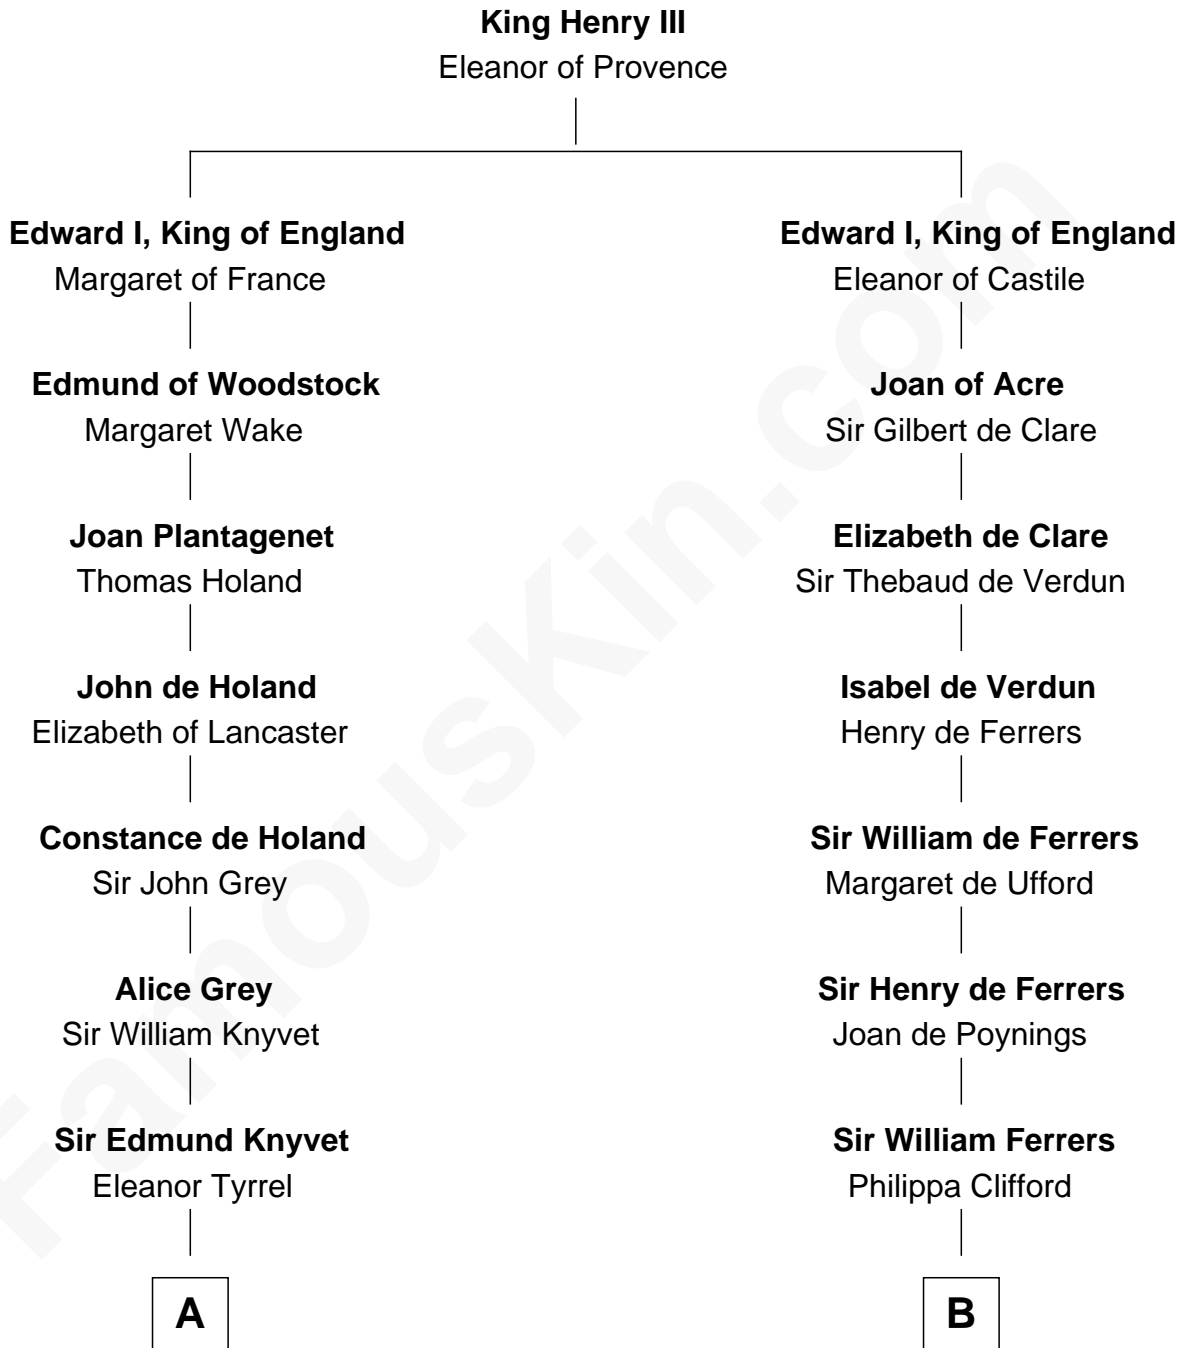 King Henry III
Eleanor of Provence
Edward I, King of England
Margaret of France
Edmund of Woodstock
Margaret Wake
Joan Plantagenet
Thomas Holand
John de Holand
Elizabeth of Lancaster
Constance de Holand
Sir John Grey
Alice Grey
Sir William Knyvet
Sir Edmund Knyvet
Eleanor Tyrrel
A
Edward I, King of England
Eleanor of Castile
Joan of Acre
Sir Gilbert de Clare
Elizabeth de Clare
Sir Thebaud de Verdun
Isabel de Verdun
Henry de Ferrers
Sir William de Ferrers
Margaret de Ufford
Sir Henry de Ferrers
Joan de Poynings
Sir William Ferrers
Philippa Clifford
B
FamousKin.com